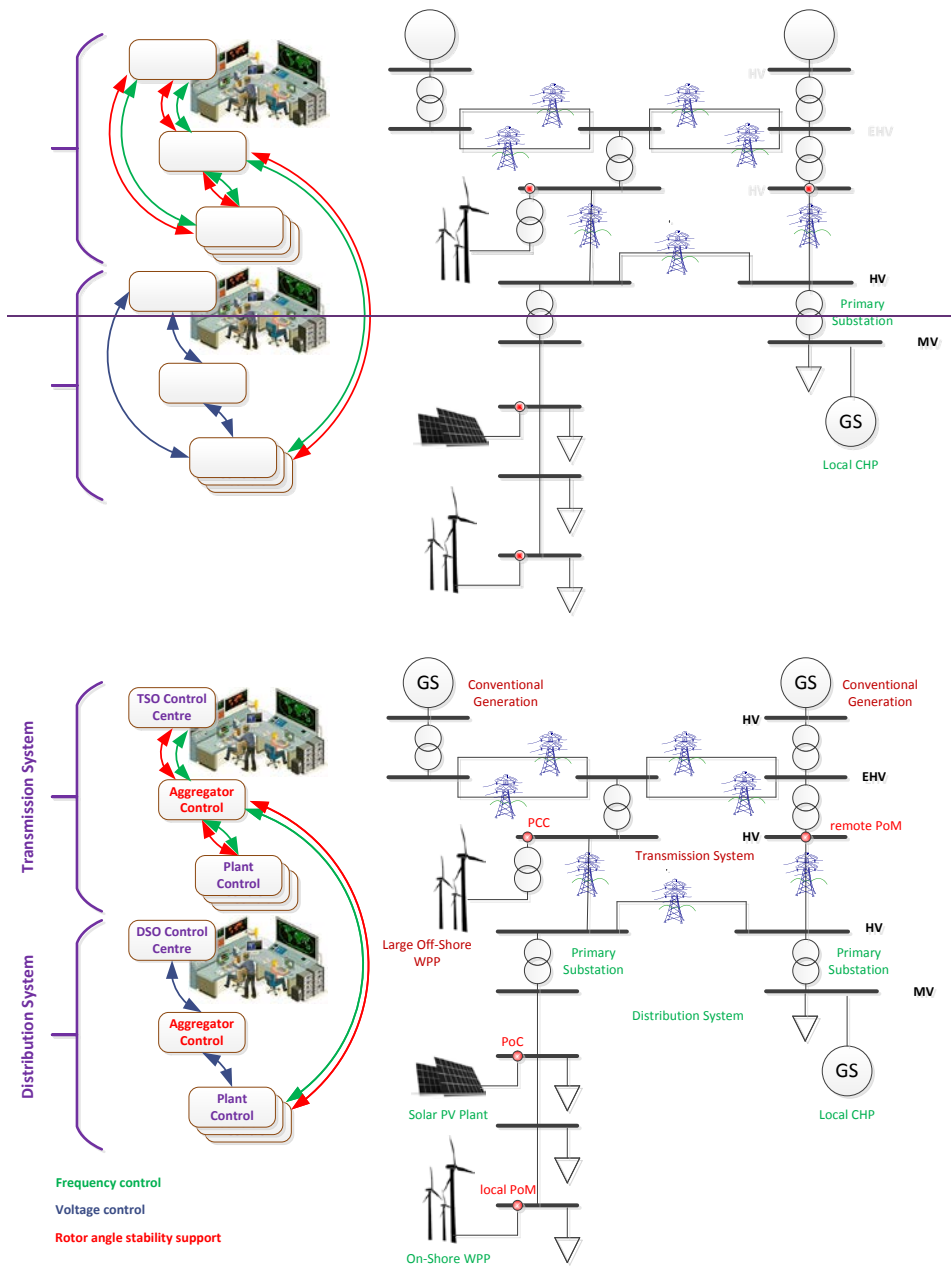 HV
EHV
HV
HV
Primary
Substation
MV
GS
Local CHP
Transmission System
Distribution System
TSO Control
Centre
Aggregator
Control
Plant
Control
DSO Control
Centre
Aggregator
Control
Plant
Control
Frequency control
Voltage control
Rotor angle stability support
GS
Conventional
Generation
GS
Conventional
Generation
HV
EHV
PCC
HV
remote PoM
Transmission System
Large Off-Shore
WPP
HV
Primary
Substation
Primary
Substation
MV
Distribution System
PoC
Solar PV Plant
GS
Local CHP
local PoM
On-Shore WPP